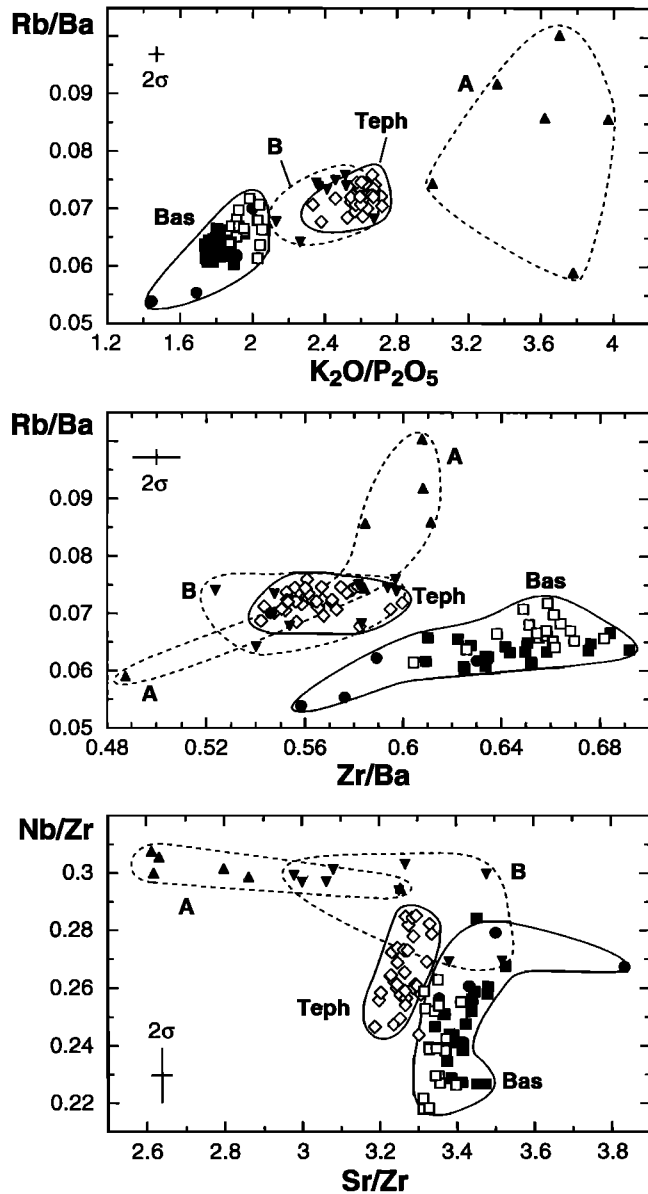 Rb/Ba
2σ
A
Teph
B
Bas
0.09
0.08
0.07
0.06
0.05
1.2 1.6 2 2.4 2.8 3.2 3.6 4
K₂O/P₂O₅
Rb/Ba
2σ
A
0.09
0.08
B
Teph
Bas
0.07
0.06
A
0.05
0.48 0.52 0.56 0.6 0.64 0.68
Zr/Ba
Nb/Zr
0.3
B
A
0.28
0.26
Teph
0.24
2σ
Bas
0.22
2.6 2.8 3 3.2 3.4 3.6 3.8
Sr/Zr